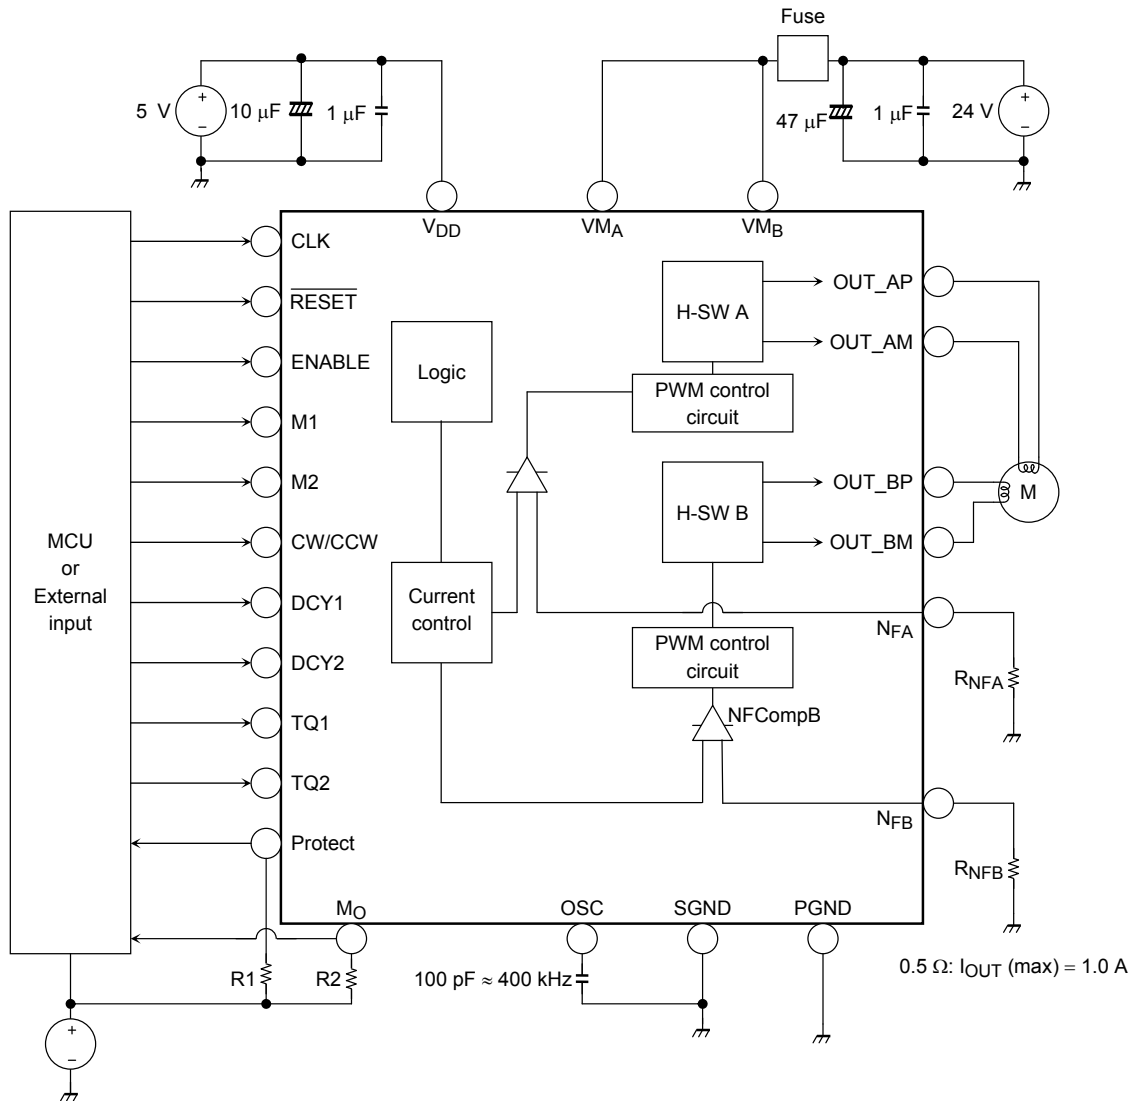 Fuse
5 V
10 μF
1 μF
47 μF
1 μF
24 V
VDD
VMA
VMB
CLK
RESET
ENABLE
M1
M2
CW/CCW
DCY1
DCY2
TQ1
TQ2
Protect
MCU
or
External
input
Logic
Current
control
H-SW A
PWM control
circuit
H-SW B
PWM control
circuit
NFCompB
OUT_AP
OUT_AM
OUT_BP
OUT_BM
M
NFA
RNFA
NFB
RNFB
MO
OSC
SGND
PGND
R1
R2
100 pF ≈ 400 kHz
0.5 Ω: IOUT (max) = 1.0 A
+
−
+
−
+
−